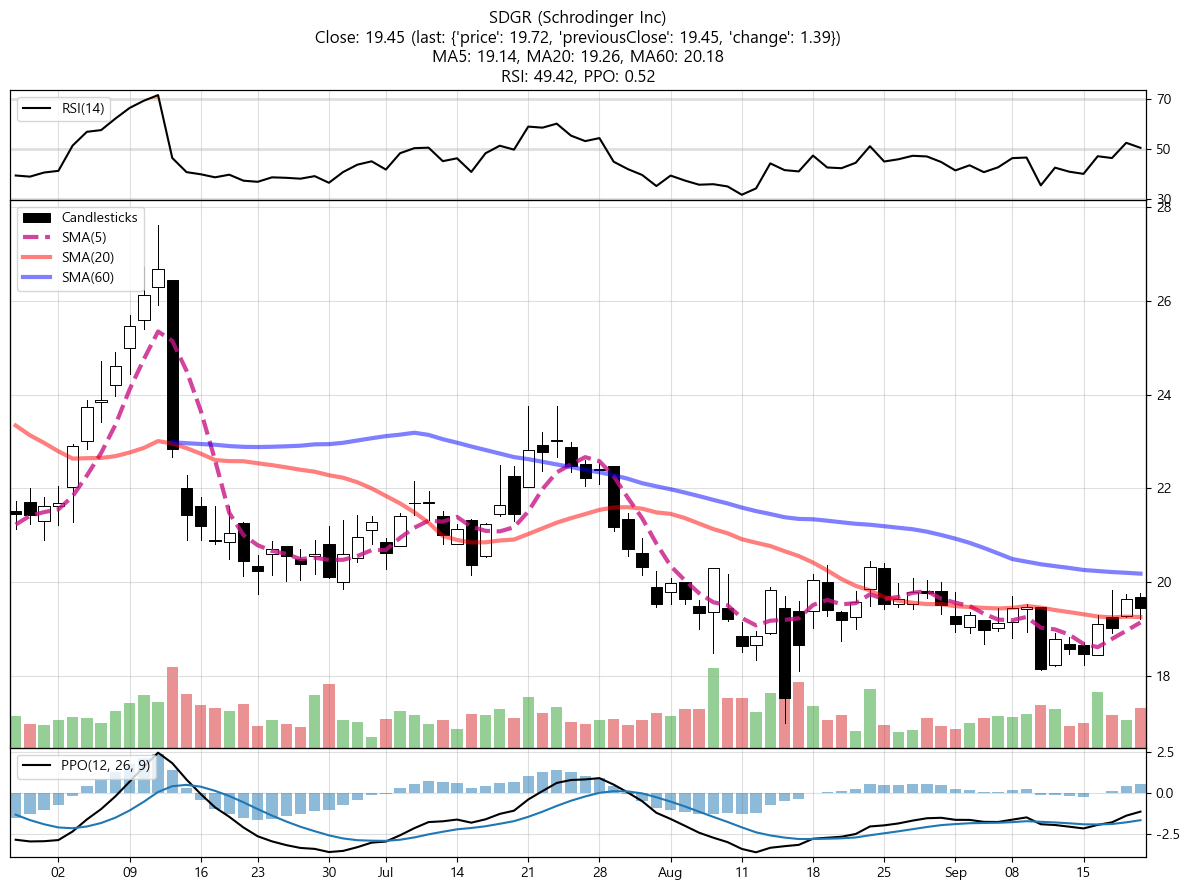 SDGR (Schrodinger Inc)
Close: 19.45 (last: {'price': 19.72, 'previousClose': 19.45, 'change': 1.39})
MA5: 19.14, MA20: 19.26, MA60: 20.18
RSI: 49.42, PPO: 0.52
RSI(14)
70
50
30
Candlesticks
SMA(5)
SMA(20)
SMA(60)
28
26
24
22
20
18
PPO(12, 26, 9)
2.5
0.0
−2.5
02 09 16 23 30 Jul 14 21 28 Aug 11 18 25 Sep 08 15